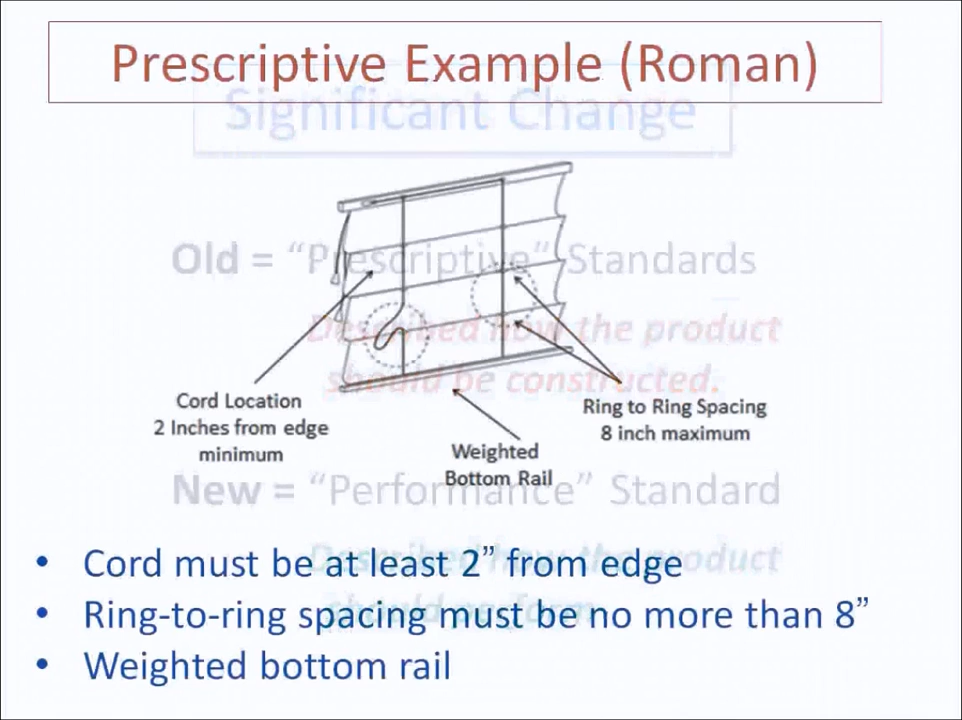 Prescriptive Example (Roman)
Significant Change
Old = “Prescriptive” Standards
Described how the product
should be constructed.
Cord Location
2 Inches from edge
minimum
Ring to Ring Spacing
8 inch maximum
Weighted
Bottom Rail
New = “Performance” Standard
Described how the product
should perform
• Cord must be at least 2” from edge
• Ring-to-ring spacing must be no more than 8”
• Weighted bottom rail